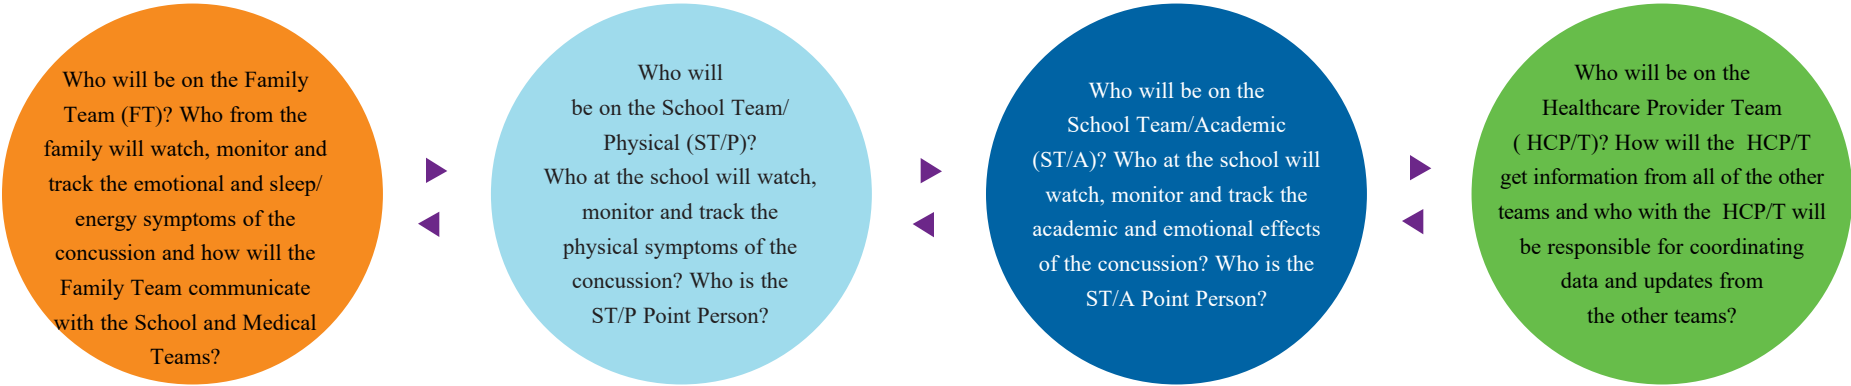 Who will be on the Family
Team (FT)? Who from the
family will watch, monitor and
track the emotional and sleep/
energy symptoms of the
concussion and how will the
Family Team communicate
with the School and Medical
Teams?
Who will
be on the School Team/
Physical (ST/P)?
Who at the school will watch,
monitor and track the
physical symptoms of the
concussion? Who is the
ST/P Point Person?
Who will be on the
School Team/Academic
(ST/A)? Who at the school will
watch, monitor and track the
academic and emotional effects
of the concussion? Who is the
ST/A Point Person?
Who will be on the
Healthcare Provider Team
( HCP/T)? How will the HCP/T
get information from all of the other
teams and who with the HCP/T will
be responsible for coordinating
data and updates from
the other teams?